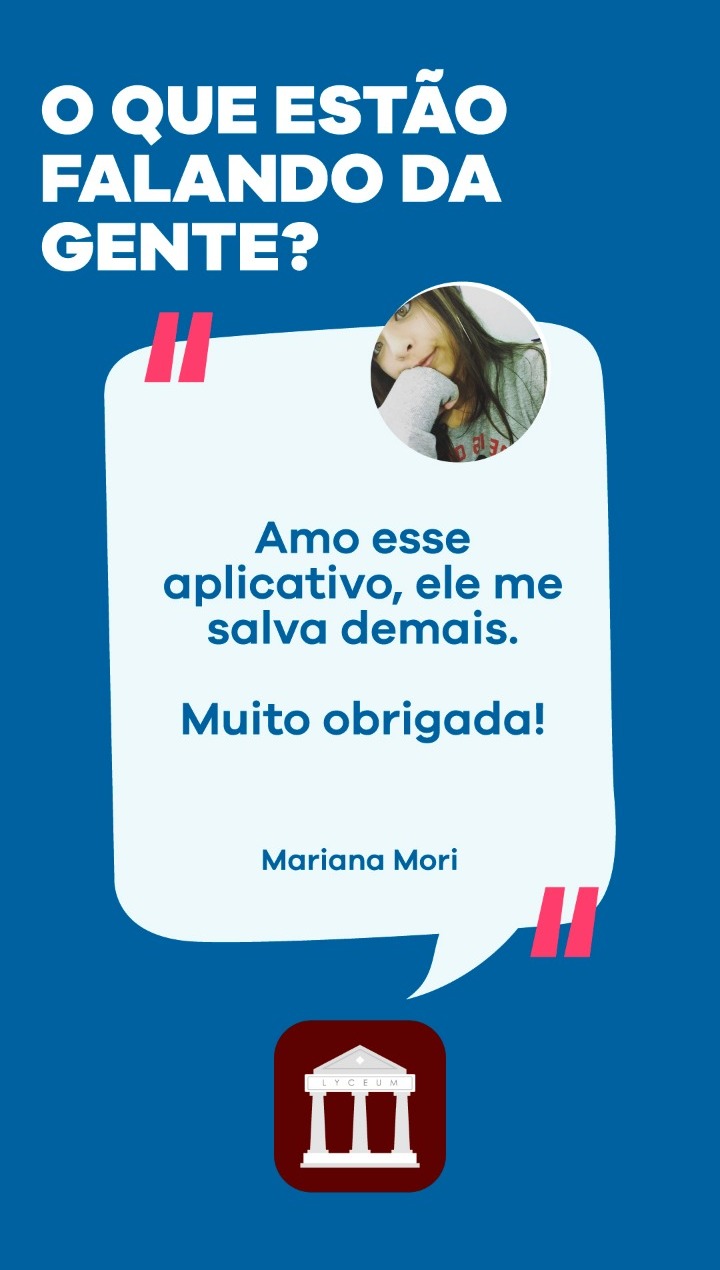 O QUE ESTÃO
FALANDO DA
GENTE?
Amo esse
aplicativo, ele me
salva demais.
Muito obrigada!
Mariana Mori
LYCEUM